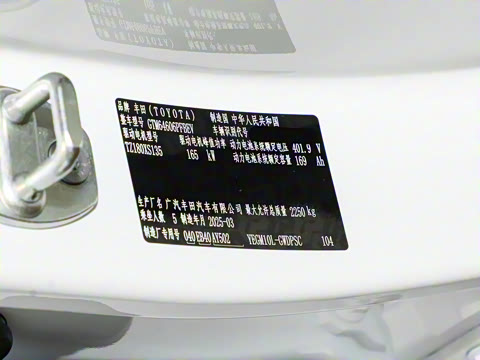 品牌 丰田(TOYOTA) 制造国 中华人民共和国
整车型号 GTM6460GPFBEV 车辆识别代号
驱动电机型号 驱动电机峰值功率 动力电池系统额定电压 401.9 V
TZ180XS135 165 kW 动力电池系统额定容量 169 Ah
生产厂名 广汽丰田汽车有限公司 最大允许总质量 2250 kg
乘坐人数 5 制造年月 2025-03
制造厂专用号 040 EB40 AY502 YEGM10L-GWDPSC 104